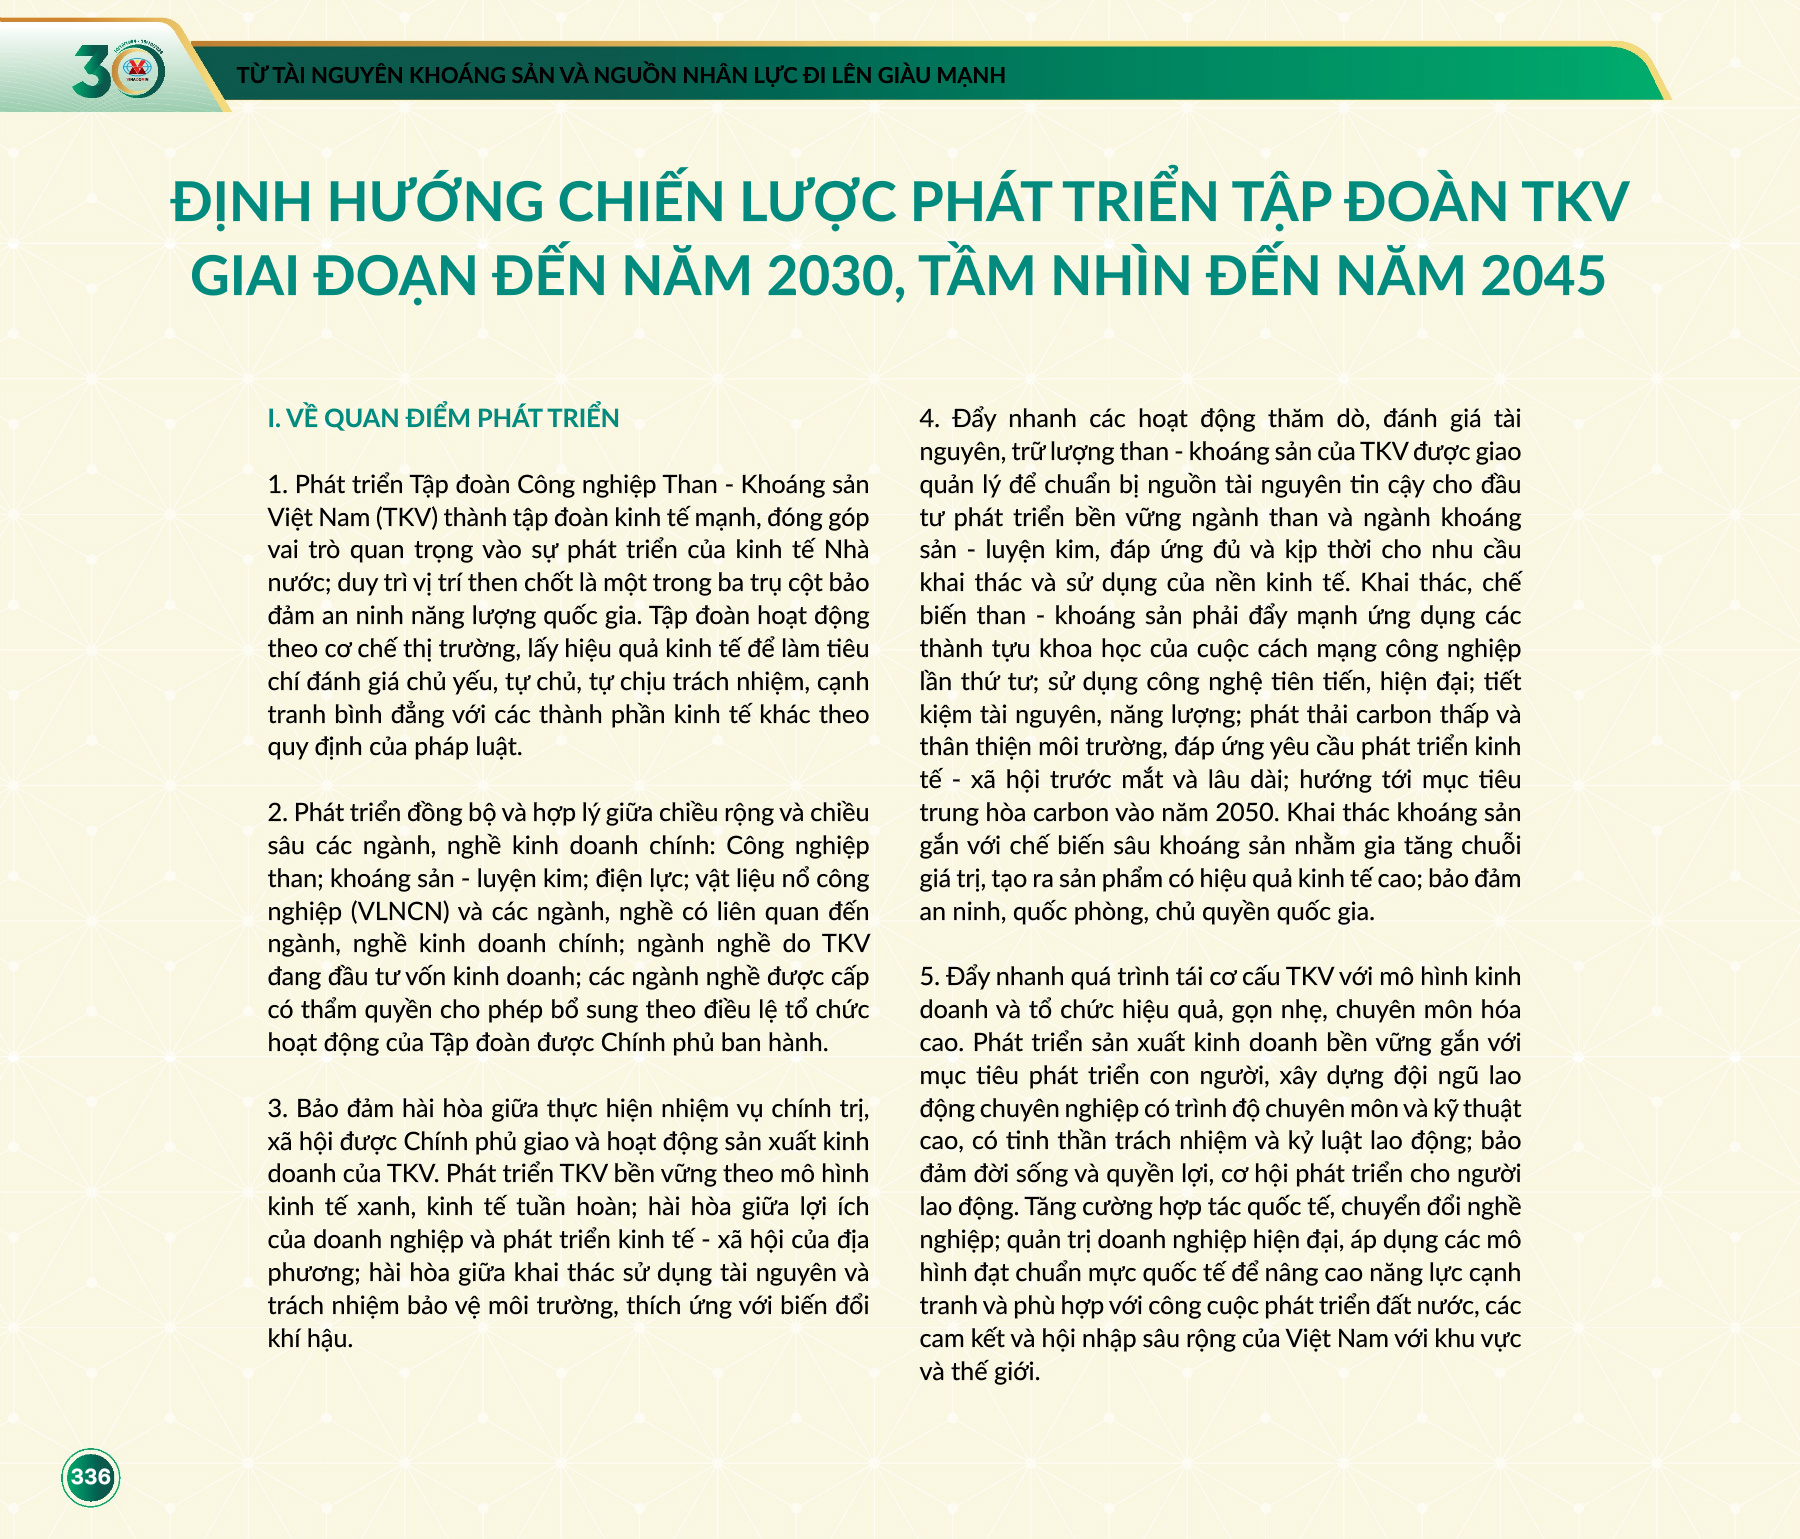 30
TỪ TÀI NGUYÊN KHOÁNG SẢN VÀ NGUỒN NHÂN LỰC ĐI LÊN GIÀU MẠNH
ĐỊNH HƯỚNG CHIẾN LƯỢC PHÁT TRIỂN TẬP ĐOÀN TKV
GIAI ĐOẠN ĐẾN NĂM 2030, TẦM NHÌN ĐẾN NĂM 2045
I. VỀ QUAN ĐIỂM PHÁT TRIỂN
1. Phát triển Tập đoàn Công nghiệp Than - Khoáng sản
Việt Nam (TKV) thành tập đoàn kinh tế mạnh, đóng góp
vai trò quan trọng vào sự phát triển của kinh tế Nhà
nước; duy trì vị trí then chốt là một trong ba trụ cột bảo
đảm an ninh năng lượng quốc gia. Tập đoàn hoạt động
theo cơ chế thị trường, lấy hiệu quả kinh tế để làm tiêu
chí đánh giá chủ yếu, tự chủ, tự chịu trách nhiệm, cạnh
tranh bình đẳng với các thành phần kinh tế khác theo
quy định của pháp luật.
2. Phát triển đồng bộ và hợp lý giữa chiều rộng và chiều
sâu các ngành, nghề kinh doanh chính: Công nghiệp
than; khoáng sản - luyện kim; điện lực; vật liệu nổ công
nghiệp (VLNCN) và các ngành, nghề có liên quan đến
ngành, nghề kinh doanh chính; ngành nghề do TKV
đang đầu tư vốn kinh doanh; các ngành nghề được cấp
có thẩm quyền cho phép bổ sung theo điều lệ tổ chức
hoạt động của Tập đoàn được Chính phủ ban hành.
3. Bảo đảm hài hòa giữa thực hiện nhiệm vụ chính trị,
xã hội được Chính phủ giao và hoạt động sản xuất kinh
doanh của TKV. Phát triển TKV bền vững theo mô hình
kinh tế xanh, kinh tế tuần hoàn; hài hòa giữa lợi ích
của doanh nghiệp và phát triển kinh tế - xã hội của địa
phương; hài hòa giữa khai thác sử dụng tài nguyên và
trách nhiệm bảo vệ môi trường, thích ứng với biến đổi
khí hậu.
4. Đẩy nhanh các hoạt động thăm dò, đánh giá tài
nguyên, trữ lượng than - khoáng sản của TKV được giao
quản lý để chuẩn bị nguồn tài nguyên tin cậy cho đầu
tư phát triển bền vững ngành than và ngành khoáng
sản - luyện kim, đáp ứng đủ và kịp thời cho nhu cầu
khai thác và sử dụng của nền kinh tế. Khai thác, chế
biến than - khoáng sản phải đẩy mạnh ứng dụng các
thành tựu khoa học của cuộc cách mạng công nghiệp
lần thứ tư; sử dụng công nghệ tiên tiến, hiện đại; tiết
kiệm tài nguyên, năng lượng; phát thải carbon thấp và
thân thiện môi trường, đáp ứng yêu cầu phát triển kinh
tế - xã hội trước mắt và lâu dài; hướng tới mục tiêu
trung hòa carbon vào năm 2050. Khai thác khoáng sản
gắn với chế biến sâu khoáng sản nhằm gia tăng chuỗi
giá trị, tạo ra sản phẩm có hiệu quả kinh tế cao; bảo đảm
an ninh, quốc phòng, chủ quyền quốc gia.
5. Đẩy nhanh quá trình tái cơ cấu TKV với mô hình kinh
doanh và tổ chức hiệu quả, gọn nhẹ, chuyên môn hóa
cao. Phát triển sản xuất kinh doanh bền vững gắn với
mục tiêu phát triển con người, xây dựng đội ngũ lao
động chuyên nghiệp có trình độ chuyên môn và kỹ thuật
cao, có tinh thần trách nhiệm và kỷ luật lao động; bảo
đảm đời sống và quyền lợi, cơ hội phát triển cho người
lao động. Tăng cường hợp tác quốc tế, chuyển đổi nghề
nghiệp; quản trị doanh nghiệp hiện đại, áp dụng các mô
hình đạt chuẩn mực quốc tế để nâng cao năng lực cạnh
tranh và phù hợp với công cuộc phát triển đất nước, các
cam kết và hội nhập sâu rộng của Việt Nam với khu vực
và thế giới.
336